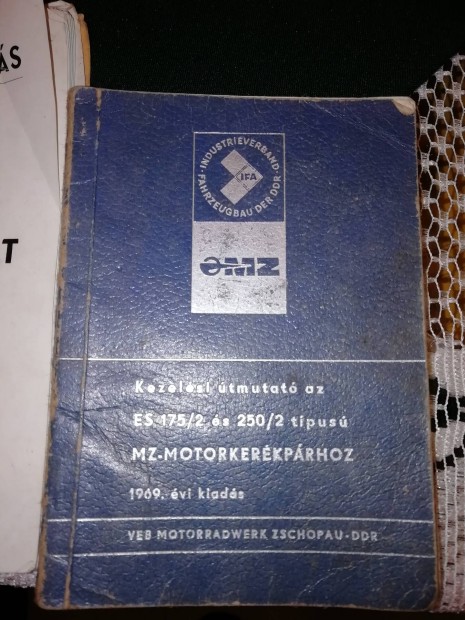 ÁS
T
INDUSTRIEVERBAND
FAHRZEUGBAU DER DDR
IFA
MZ
Kezelési útmutató az
ES 175/2 és 250/2 típusú
MZ-MOTORKERÉKPÁRHOZ
1969. évi kiadás
VEB MOTORRADWERK ZSCHOPAU-DDR